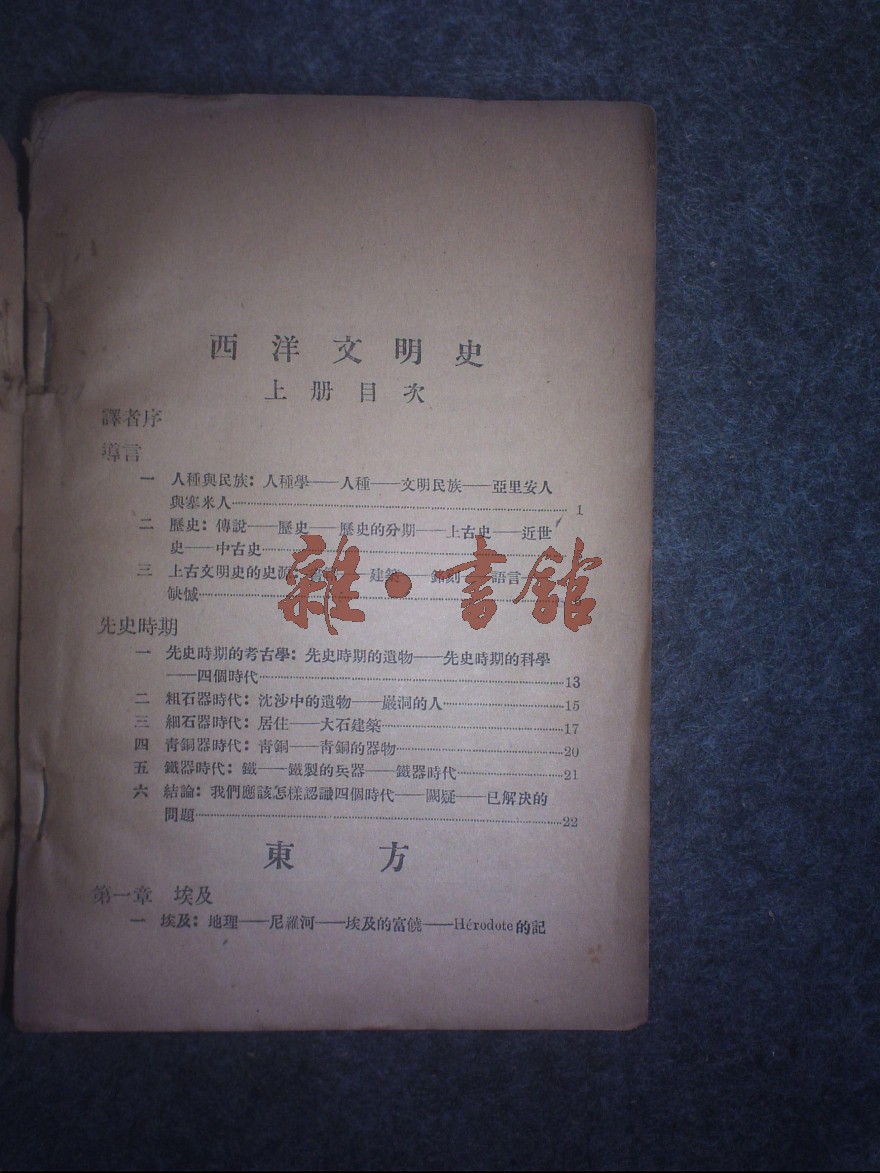 西洋文明史
上册目次
譯者序
導言
一 人種與民族：人種學——人種——文明民族——亞里安人
與塞米人…………1
二 歷史：傳說——歷史——歷史的分期——上古史——近世
史——中古史…………
三 上古文明史的史源：——建築——銘刻——語言——
缺憾…………
雜·書館
先史時期
一 先史時期的考古學：先史時期的遺物——先史時期的科學
——四個時代…………13
二 粗石器時代：沈沙中的遺物——巖洞的人…………15
三 細石器時代：居住——大石建築…………17
四 靑銅器時代：靑銅——靑銅的器物…………20
五 鐵器時代：鐵——鐵製的兵器——鐵器時代…………21
六 結論：我們應該怎樣認識四個時代——闕疑——已解决的
問題…………22
東方
第一章 埃及
一 埃及：地理——尼羅河——埃及的富饒——Hérodote的記